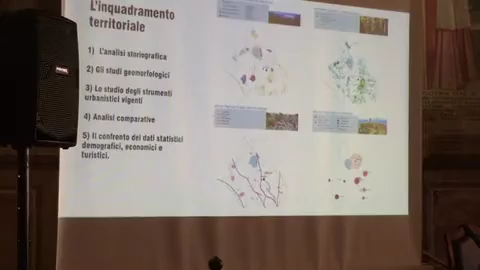 L'inquadramento
territoriale
1) L'analisi storiografica
2) Gli studi geomorfologici
3) Lo studio degli strumenti
urbanistici vigenti
4) Analisi comparative
5) Il confronto dei dati statistici
demografici, economici e
turistici.